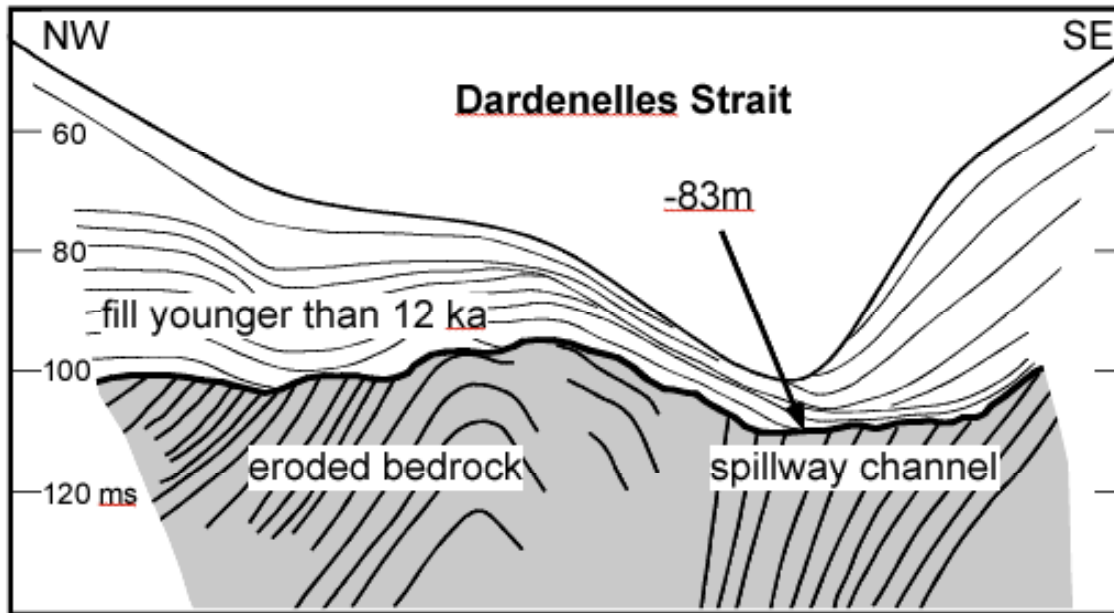 NW
SE
Dardenelles Strait
60
-83m
80
fill younger than 12 ka
100
eroded bedrock
spillway channel
120 ms